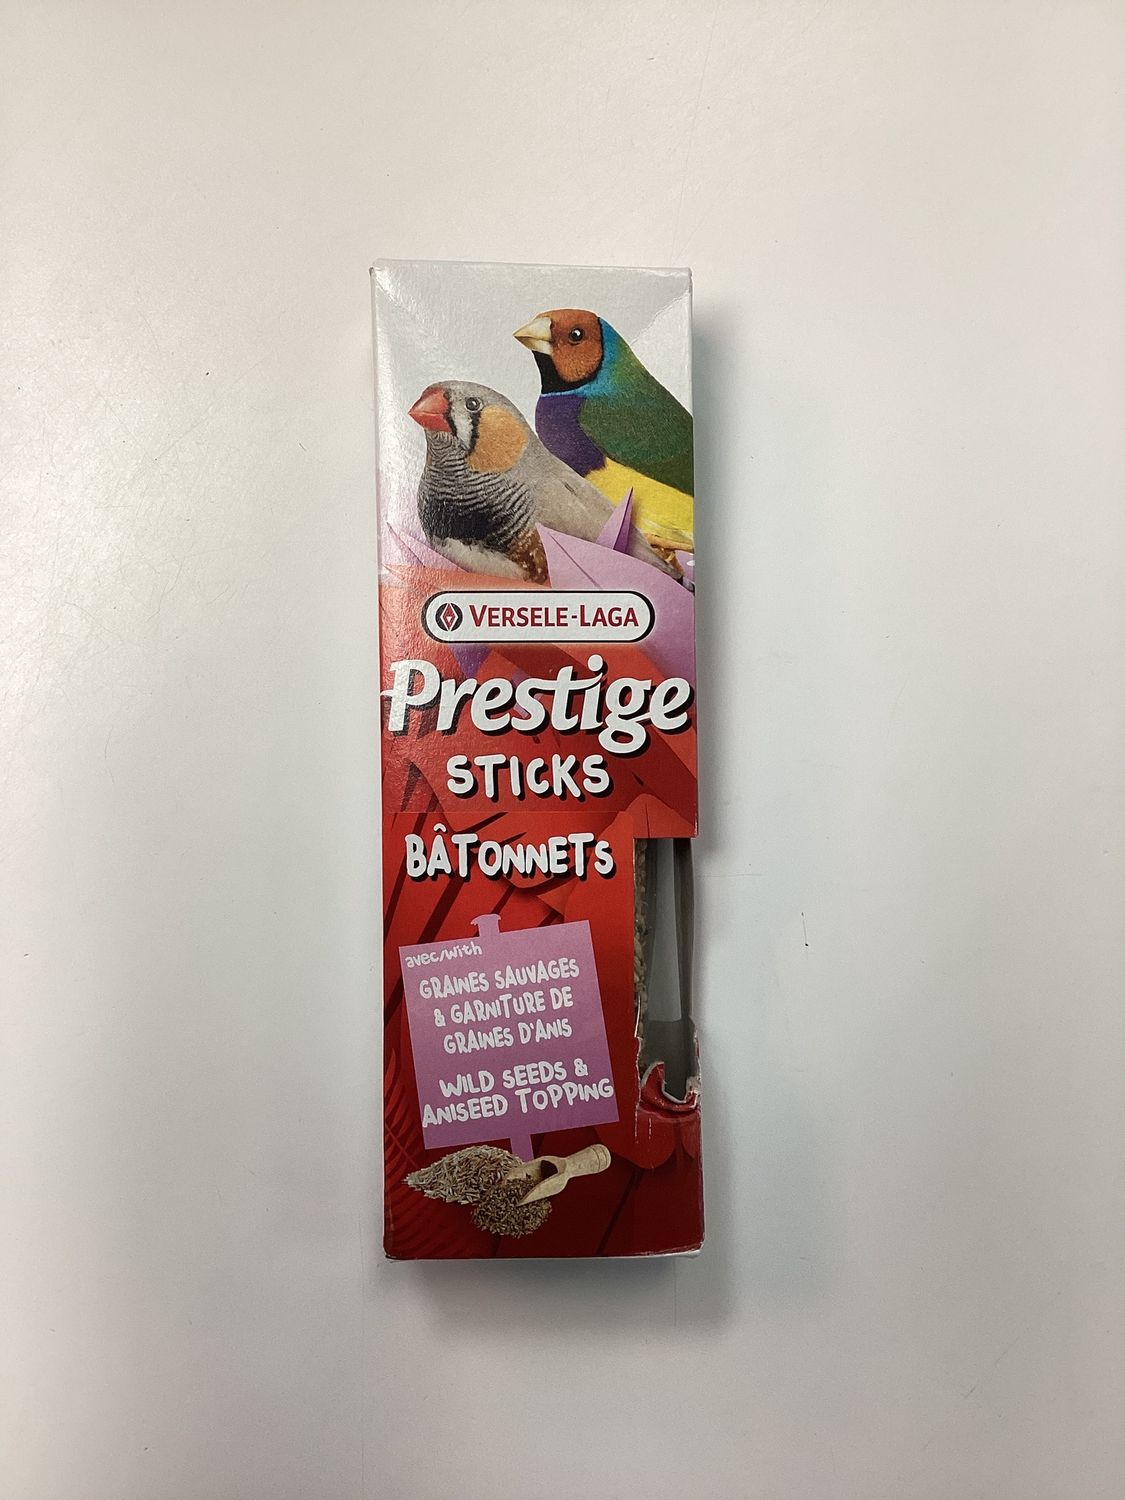 VERSELE-LAGA
Prestige
STICKS
BÂTONNETS
avec/with
GRAINES SAUVAGES
& GARNITURE DE
GRAINES D'ANIS
WILD SEEDS &
ANISEED TOPPING